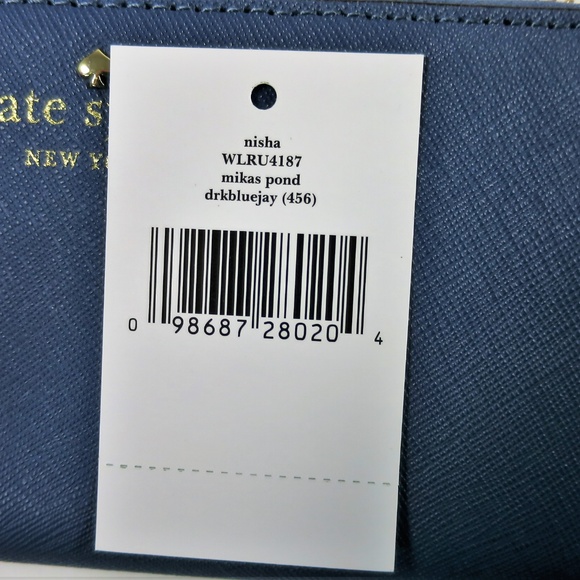 ate s
NEW YO
nisha
WLRU4187
mikas pond
drkbluejay (456)
0 98687 28020 4